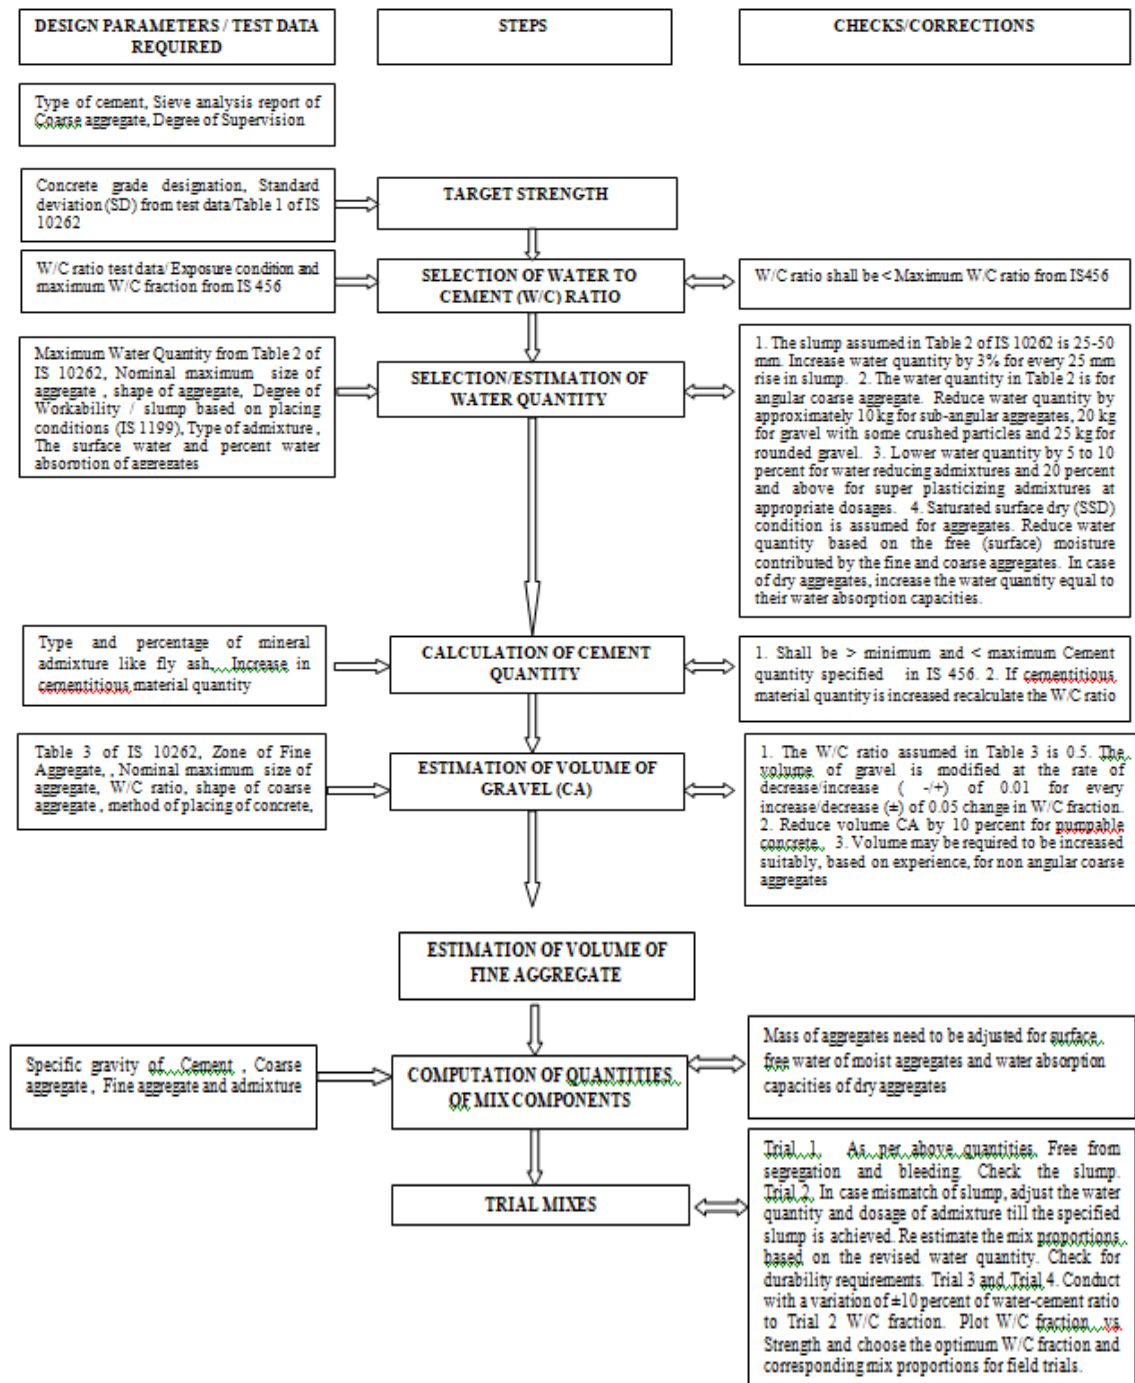 DESIGN PARAMETERS / TEST DATA
REQUIRED
STEPS
CHECKS/CORRECTIONS
Type of cement, Sieve analysis report of
Coarse aggregate, Degree of Supervision
Concrete grade designation, Standard
deviation (SD) from test data/Table 1 of IS
10262
TARGET STRENGTH
W/C ratio test data/ Exposure condition and
maximum W/C fraction from IS 456
SELECTION OF WATER TO
CEMENT (W/C) RATIO
W/C ratio shall be < Maximum W/C ratio from IS456
Maximum Water Quantity from Table 2 of
IS 10262, Nominal maximum size of
aggregate , shape of aggregate, Degree of
Workability / slump based on placing
conditions (IS 1199), Type of admixture ,
The surface water and percent water
absorption of aggregates
SELECTION/ESTIMATION OF
WATER QUANTITY
1. The slump assumed in Table 2 of IS 10262 is 25-50
mm. Increase water quantity by 3% for every 25 mm
rise in slump. 2. The water quantity in Table 2 is for
angular coarse aggregate. Reduce water quantity by
approximately 10 kg for sub-angular aggregates, 20 kg
for gravel with some crushed particles and 25 kg for
rounded gravel. 3. Lower water quantity by 5 to 10
percent for water reducing admixtures and 20 percent
and above for super plasticizing admixtures at
appropriate dosages. 4. Saturated surface dry (SSD)
condition is assumed for aggregates. Reduce water
quantity based on the free (surface) moisture
contributed by the fine and coarse aggregates. In case
of dry aggregates, increase the water quantity equal to
their water absorption capacities.
Type and percentage of mineral
admixture like fly ash, Increase in
cementitious material quantity
CALCULATION OF CEMENT
QUANTITY
1. Shall be > minimum and < maximum Cement
quantity specified in IS 456. 2. If cementitious
material quantity is increased recalculate the W/C ratio
Table 3 of IS 10262, Zone of Fine
Aggregate, , Nominal maximum size of
aggregate, W/C ratio, shape of coarse
aggregate , method of placing of concrete,
ESTIMATION OF VOLUME OF
GRAVEL (CA)
1. The W/C ratio assumed in Table 3 is 0.5. The
volume of gravel is modified at the rate of
decrease/increase ( -/+) of 0.01 for every
increase/decrease (±) of 0.05 change in W/C fraction.
2. Reduce volume CA by 10 percent for pumpable
concrete. 3. Volume may be required to be increased
suitably, based on experience, for non angular coarse
aggregates
ESTIMATION OF VOLUME OF
FINE AGGREGATE
Specific gravity of Cement , Coarse
aggregate , Fine aggregate and admixture
COMPUTATION OF QUANTITIES
OF MIX COMPONENTS
Mass of aggregates need to be adjusted for surface
free water of moist aggregates and water absorption
capacities of dry aggregates
TRIAL MIXES
Trial 1. As per above quantities. Free from
segregation and bleeding. Check the slump.
Trial 2. In case mismatch of slump, adjust the water
quantity and dosage of admixture till the specified
slump is achieved. Re estimate the mix proportions
based on the revised water quantity. Check for
durability requirements. Trial 3 and Trial 4. Conduct
with a variation of ±10 percent of water-cement ratio
to Trial 2 W/C fraction. Plot W/C fraction vs
Strength and choose the optimum W/C fraction and
corresponding mix proportions for field trials.